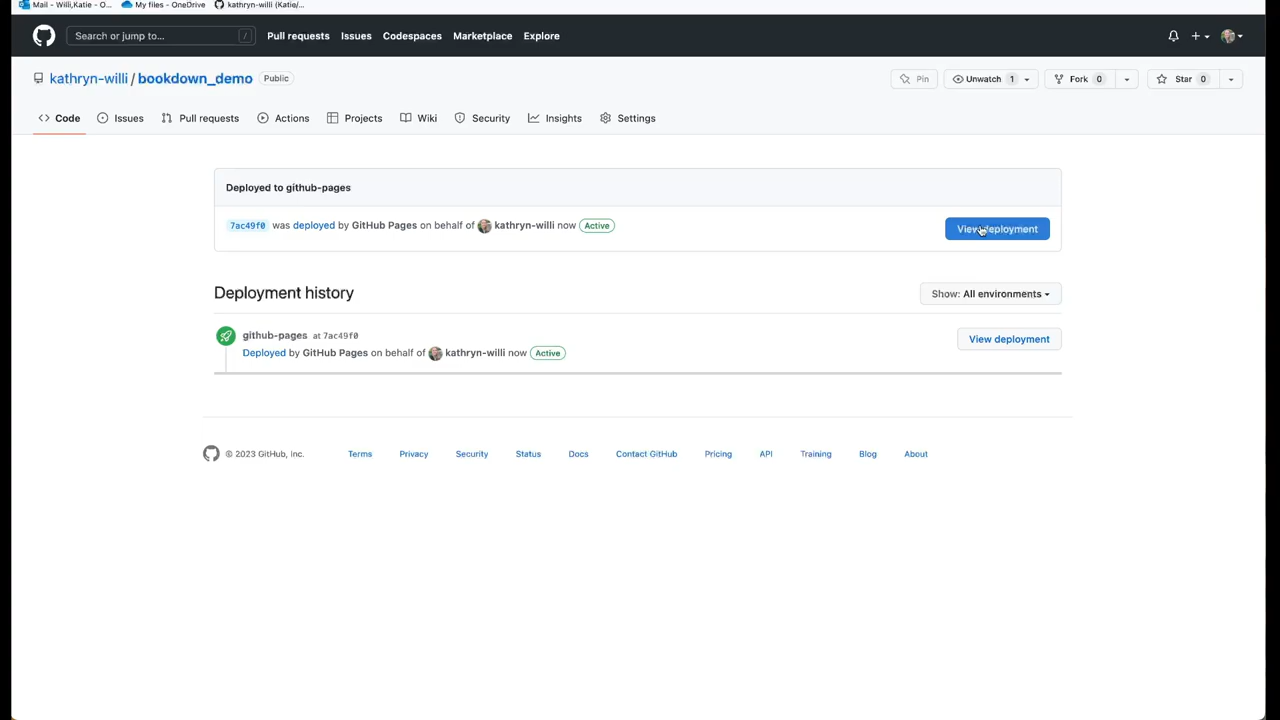 Mail - Willi,Katie - O... My files - OneDrive kathryn-willi (Katie/...
Search or jump to... / Pull requests Issues Codespaces Marketplace Explore
kathryn-willi / bookdown_demo Public Pin Unwatch 1 Fork 0 Star 0
Code Issues Pull requests Actions Projects Wiki Security Insights Settings
Deployed to github-pages
7ac49f0 was deployed by GitHub Pages on behalf of kathryn-willi now Active View deployment
Deployment history Show: All environments
github-pages at 7ac49f0
Deployed by GitHub Pages on behalf of kathryn-willi now Active View deployment
© 2023 GitHub, Inc. Terms Privacy Security Status Docs Contact GitHub Pricing API Training Blog About